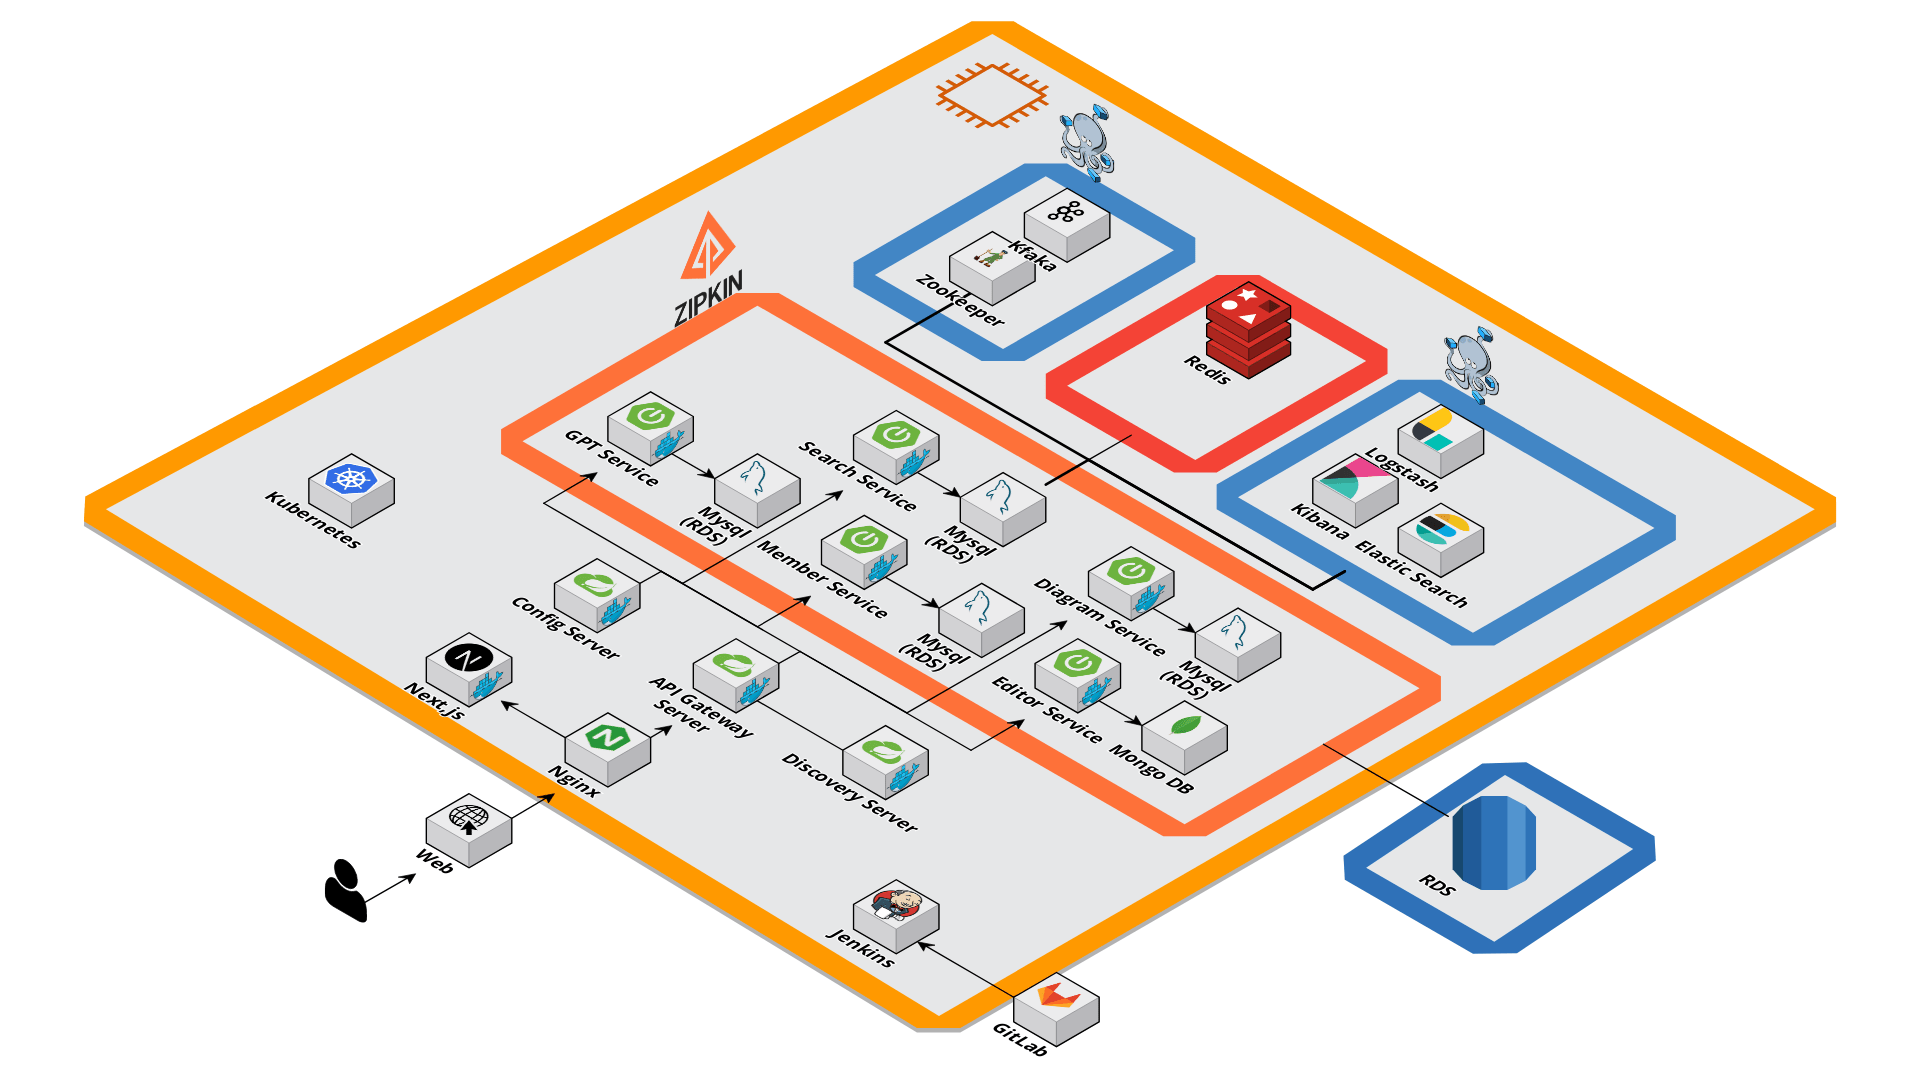 ZIPKIN
Kfaka
Zookeeper
Redis
Logstash
Kibana
Elastic Search
GPT Service
Mysql
(RDS)
Search Service
Mysql
(RDS)
Member Service
Mysql
(RDS)
Diagram Service
Mysql
(RDS)
Editor Service
Mongo DB
Kubernetes
Config Server
Next.js
API Gateway
Server
Nginx
Discovery Server
Web
RDS
Jenkins
GitLab